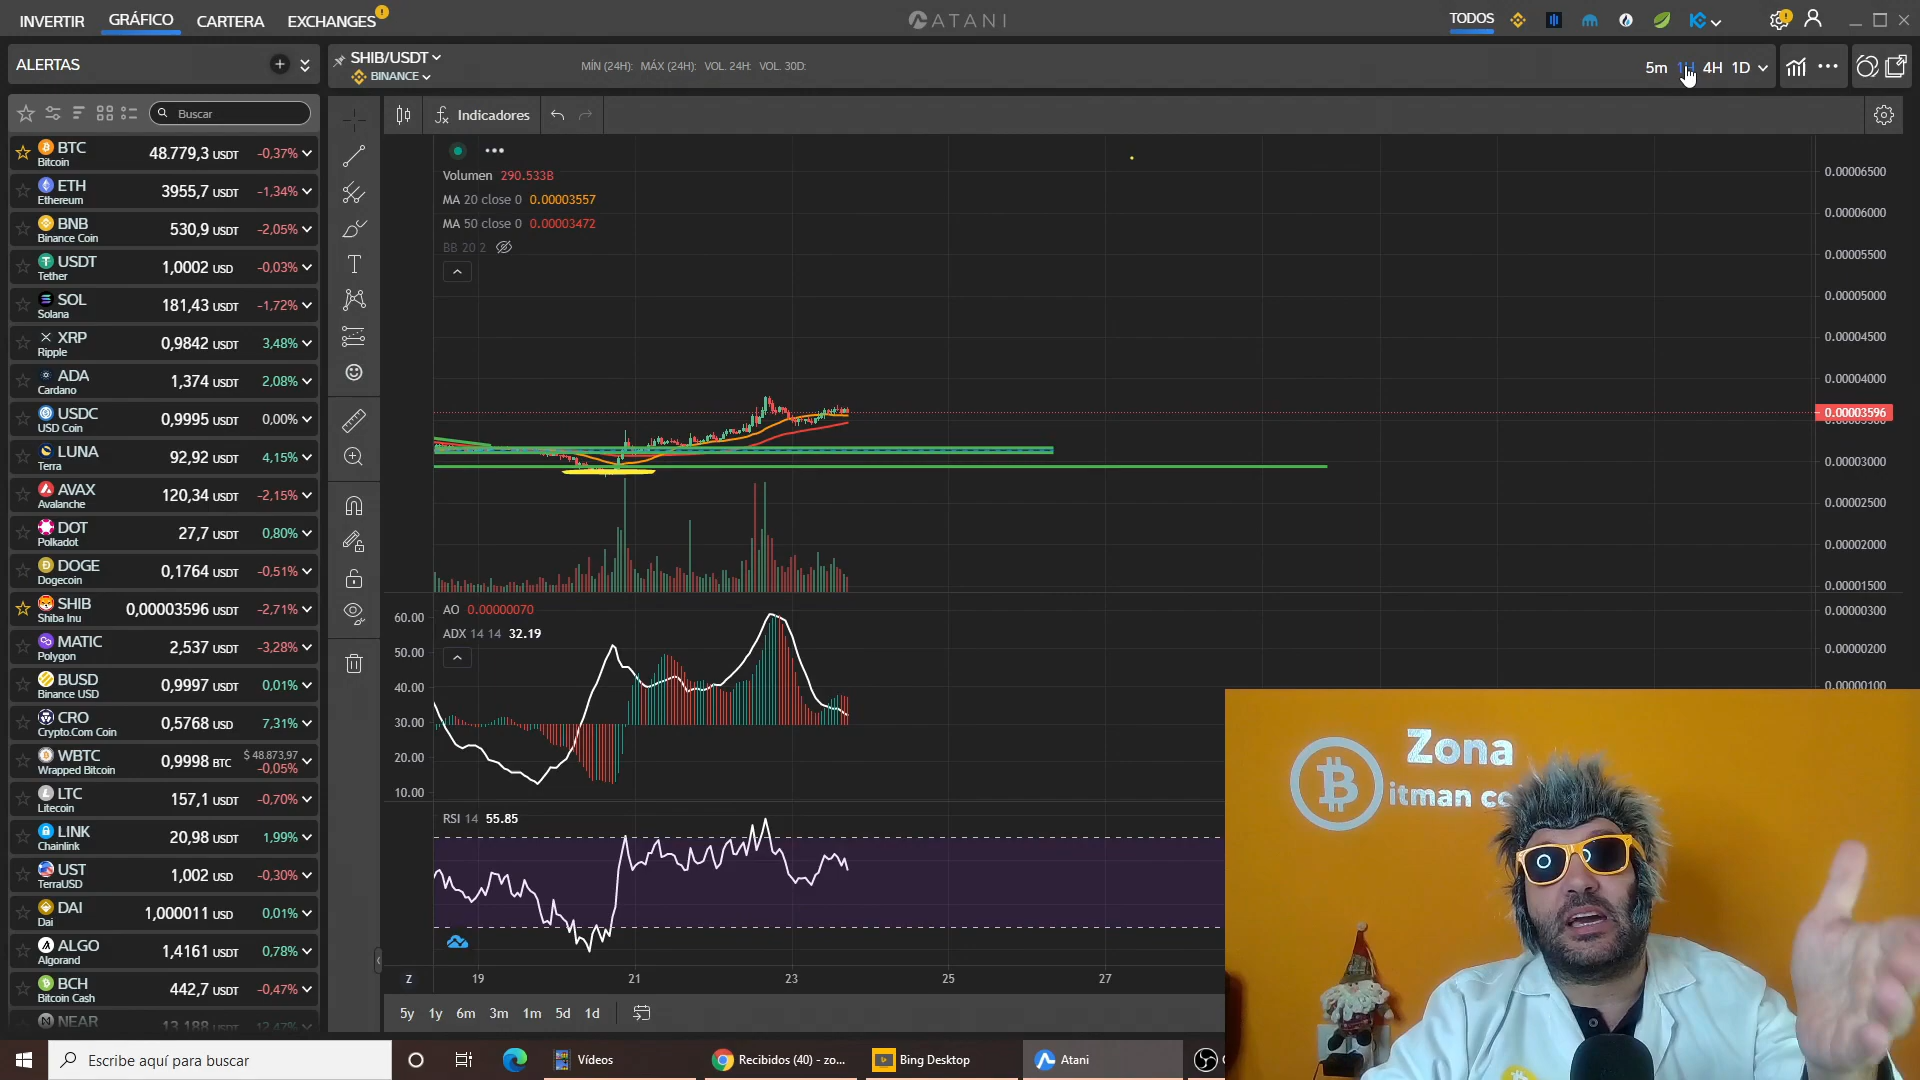 INVERTIR GRÁFICO CARTERA EXCHANGES ATANI TODOS
ALERTAS
SHIB/USDT
BINANCE
MÍN (24H): MÁX (24H): VOL. 24H: VOL. 30D:
5m 1H 4H 1D
Buscar
Indicadores
BTC 48.779,3 USDT -0,37%
Bitcoin
ETH 3955,7 USDT -1,34%
Ethereum
BNB 530,9 USDT -2,05%
Binance Coin
USDT 1,0002 USD -0,03%
Tether
SOL 181,43 USDT -1,72%
Solana
XRP 0,9842 USDT 3,48%
Ripple
ADA 1,374 USDT 2,08%
Cardano
USDC 0,9995 USDT 0,00%
USD Coin
LUNA 92,92 USDT 4,15%
Terra
AVAX 120,34 USDT -2,15%
Avalanche
DOT 27,7 USDT 0,80%
Polkadot
DOGE 0,1764 USDT -0,51%
Dogecoin
SHIB 0,00003596 USDT -2,71%
Shiba Inu
MATIC 2,537 USDT -3,28%
Polygon
BUSD 0,9997 USDT 0,01%
Binance USD
CRO 0,5768 USD 7,31%
Crypto.Com Coin
WBTC 0,9998 BTC $ 48.873,97 -0,05%
Wrapped Bitcoin
LTC 157,1 USDT -0,70%
Litecoin
LINK 20,98 USDT 1,99%
Chainlink
UST 1,002 USD -0,30%
TerraUSD
DAI 1,000011 USD 0,01%
Dai
ALGO 1,4161 USDT 0,78%
Algorand
BCH 442,7 USDT -0,47%
Bitcoin Cash
NEAR 13,188 USDT 12,47%
Volumen 290.533B
MA 20 close 0 0.00003557
MA 50 close 0 0.00003472
BB 20 2
0.00006500
0.00006000
0.00005500
0.00005000
0.00004500
0.00004000
0.00003596
0.00003000
0.00002500
0.00002000
0.00001500
AO 0.00000070
ADX 14 14 32.19
60.00
50.00
40.00
30.00
20.00
10.00
0.00000300
0.00000200
0.00000100
RSI 14 55.85
Z 19 21 23 25 27
5y 1y 6m 3m 1m 5d 1d
Zona
itman
Escribe aquí para buscar
Vídeos
Recibidos (40) - zo...
Bing Desktop
Atani